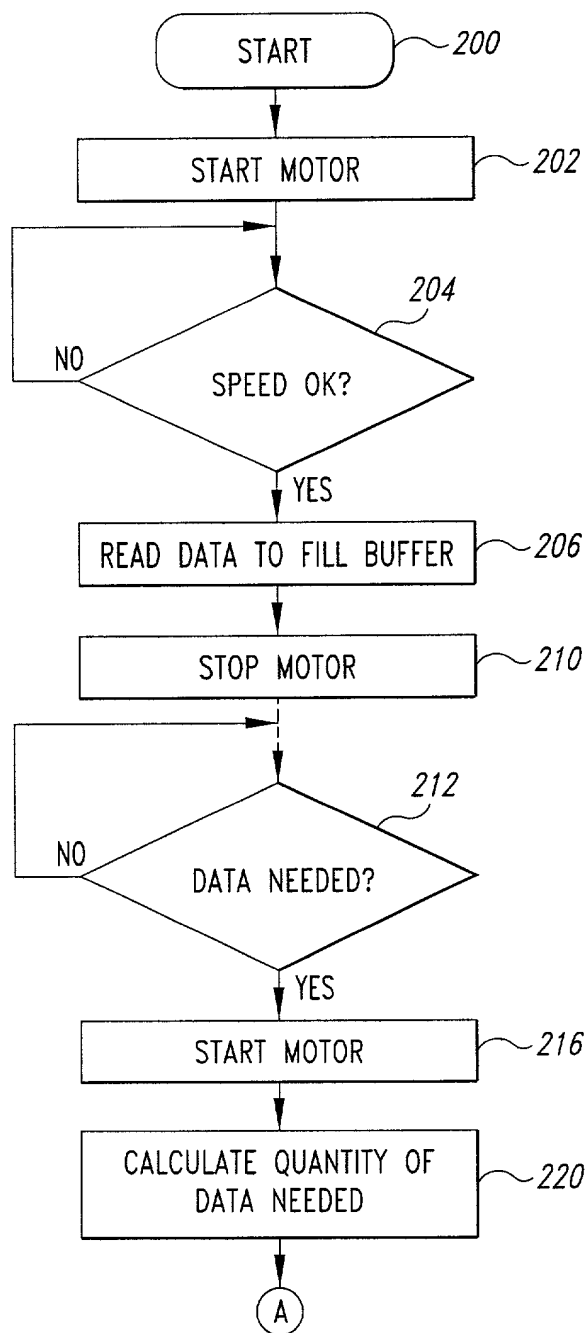 START
200
START MOTOR
202
204
NO
SPEED OK?
YES
READ DATA TO FILL BUFFER
206
STOP MOTOR
210
212
NO
DATA NEEDED?
YES
START MOTOR
216
CALCULATE QUANTITY OF
DATA NEEDED
220
A